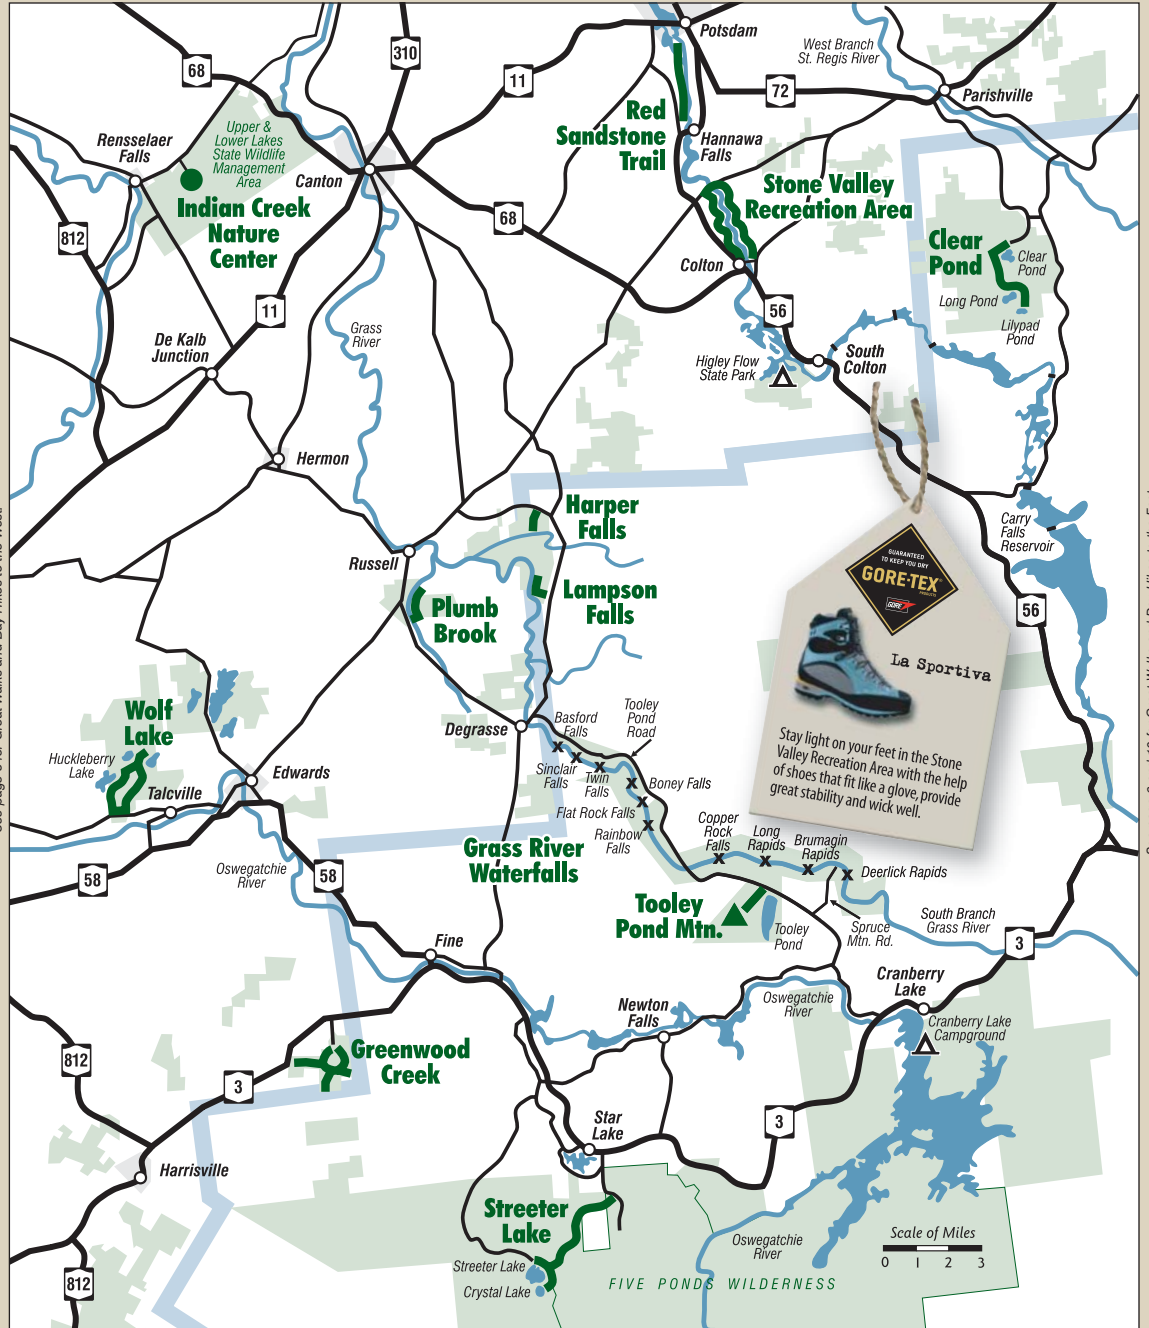 Potsdam
68
310
11
72
West Branch
St. Regis River
Parishville
Rensselaer
Falls
Upper &
Lower Lakes
State Wildlife
Management
Area
Canton
Red
Sandstone
Trail
Hannawa
Falls
Indian Creek
Nature
Center
Stone Valley
Recreation Area
812
68
Clear
Pond
Clear
Pond
Colton
Long Pond
Lilypad
Pond
11
56
Grass
River
De Kalb
Junction
Higley Flow
State Park
South
Colton
Hermon
Harper
Falls
Carry
Falls
Reservoir
GUARANTEED
TO KEEP YOU DRY
GORE-TEX
PRODUCTS
GORE
Russell
Lampson
Falls
Plumb
Brook
56
La Sportiva
Stay light on your feet in the Stone
Valley Recreation Area with the help
of shoes that fit like a glove, provide
great stability and wick well.
Wolf
Lake
Huckleberry
Lake
Talcville
Edwards
Degrasse
Basford
Falls
Tooley
Pond
Road
Sinclair
Falls
Twin
Falls
Boney Falls
Flat Rock Falls
Rainbow
Falls
Copper
Rock
Falls
Long
Rapids
Brumagin
Rapids
Deerlick Rapids
Grass River
Waterfalls
58
Oswegatchie
River
58
Tooley
Pond Mtn.
Tooley
Pond
Spruce
Mtn. Rd.
South Branch
Grass River
3
Fine
Cranberry
Lake
Newton
Falls
Oswegatchie
River
Cranberry Lake
Campground
812
Greenwood
Creek
3
Star
Lake
3
Harrisville
Streeter
Lake
Streeter Lake
Crystal Lake
Oswegatchie
River
Scale of Miles
0 1 2 3
FIVE PONDS WILDERNESS
812